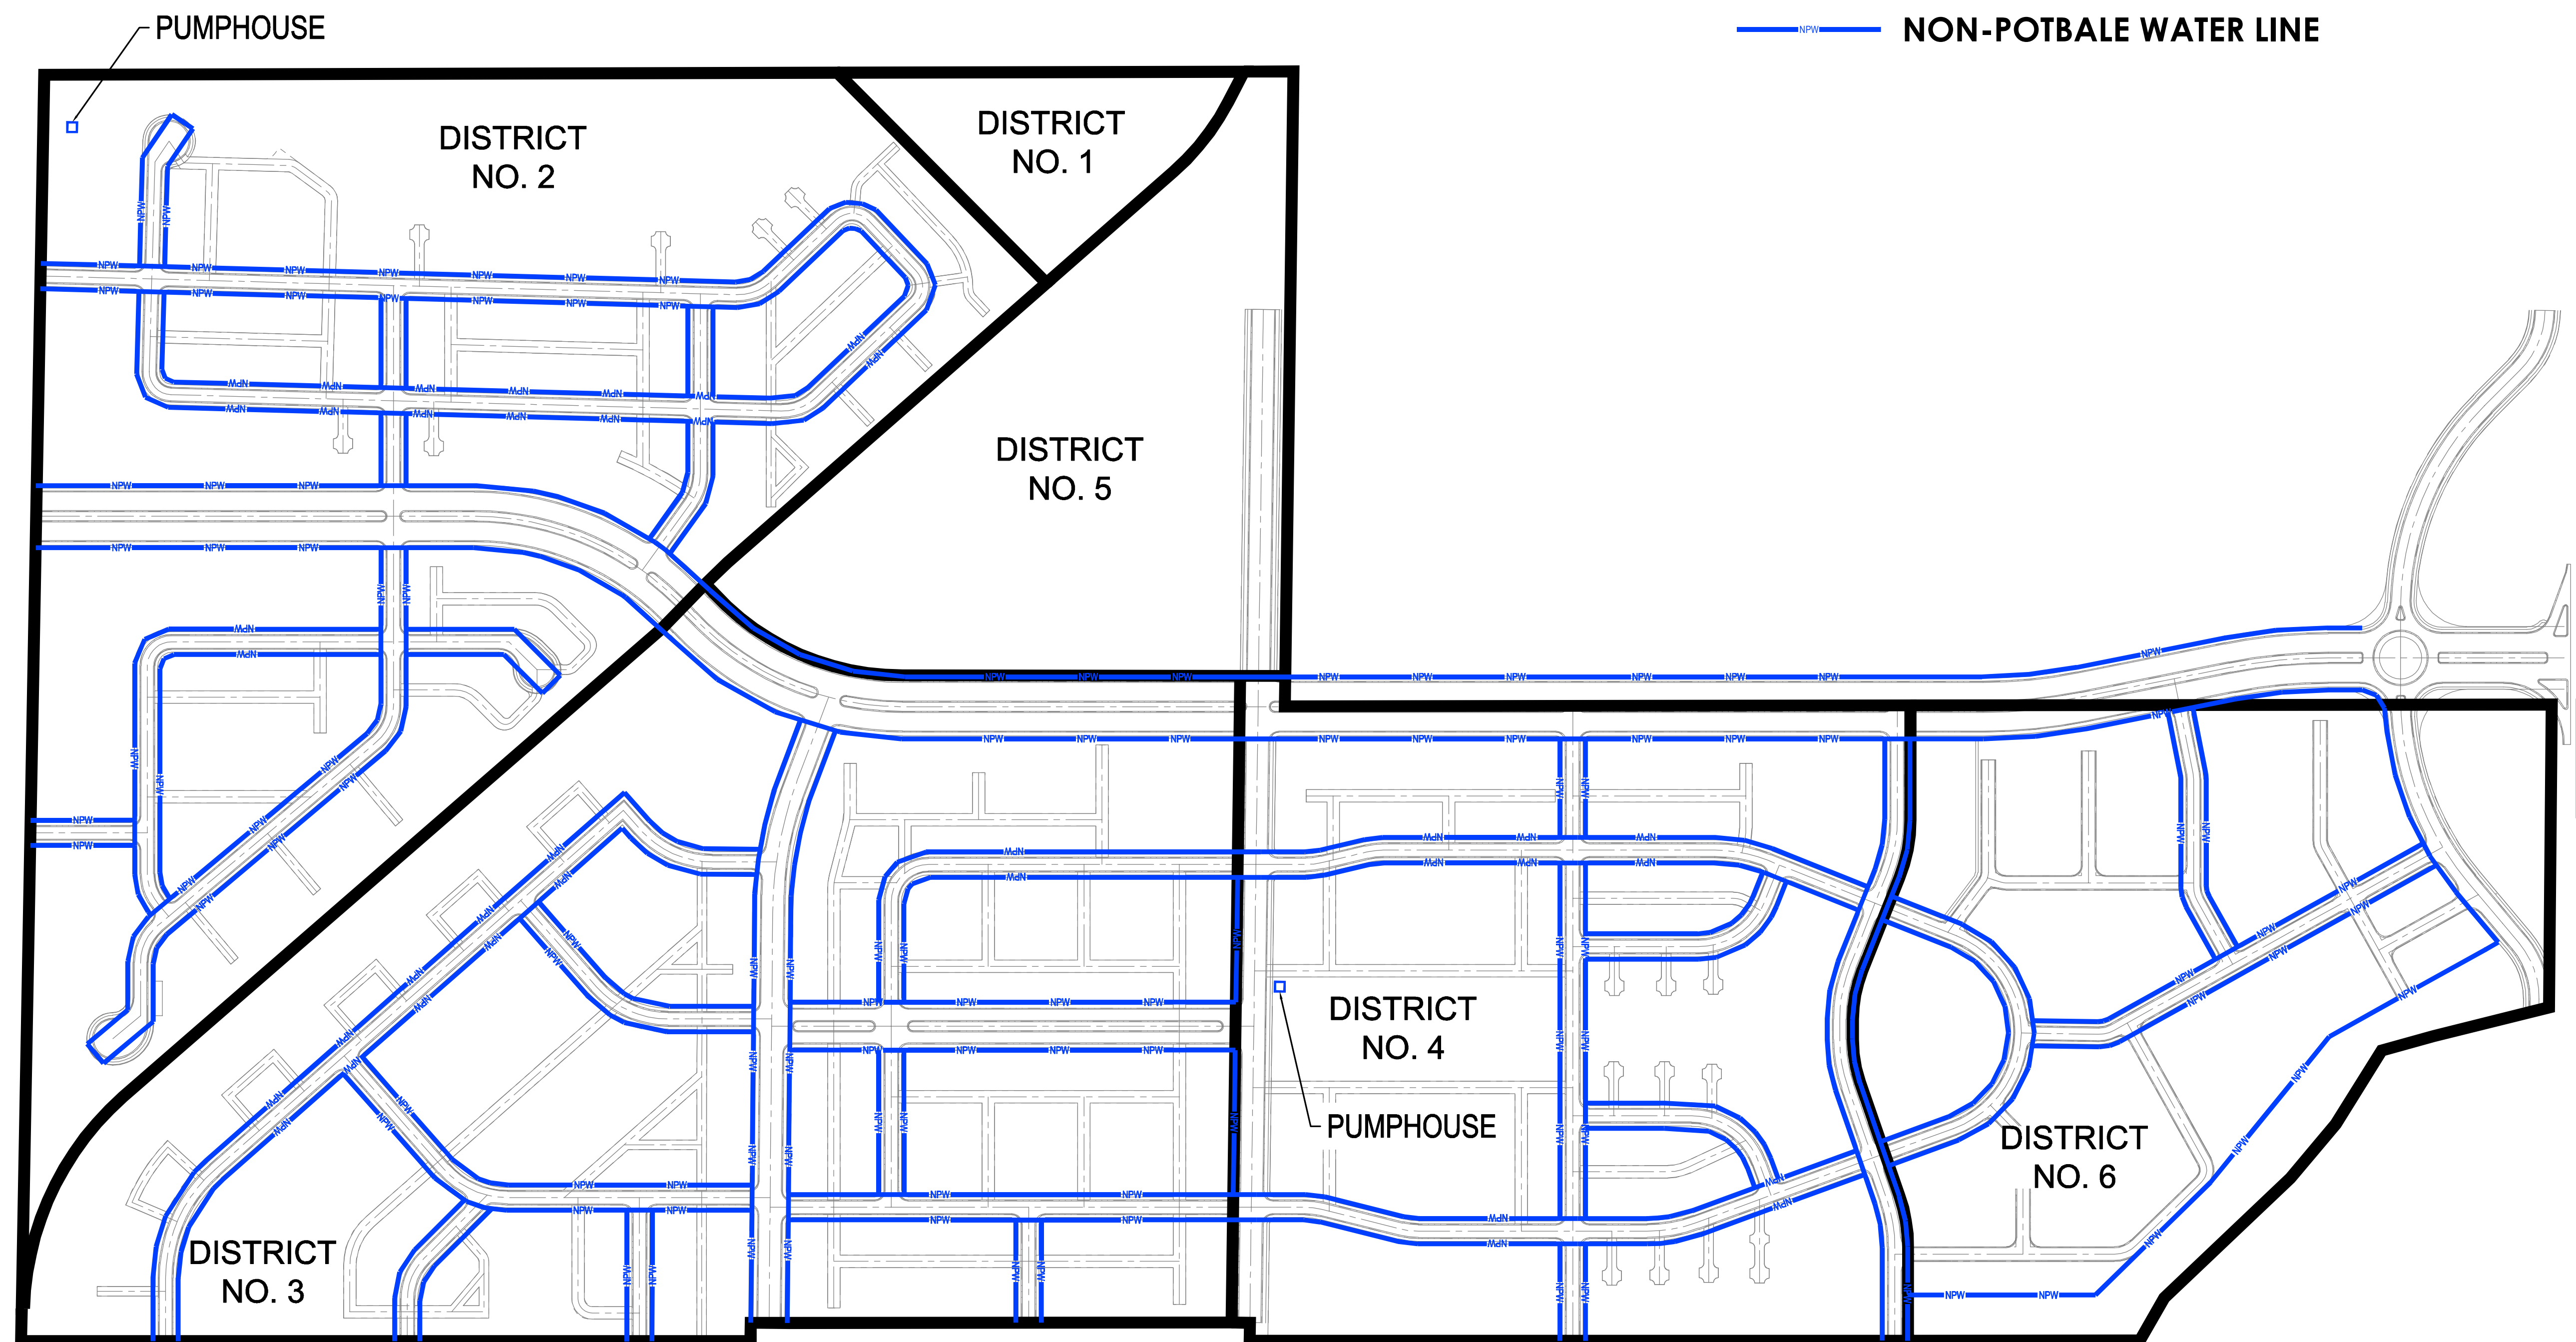 PUMPHOUSE
NPW
NON-POTBALE WATER LINE
DISTRICT
NO. 1
DISTRICT
NO. 2
DISTRICT
NO. 5
DISTRICT
NO. 4
PUMPHOUSE
DISTRICT
NO. 6
DISTRICT
NO. 3